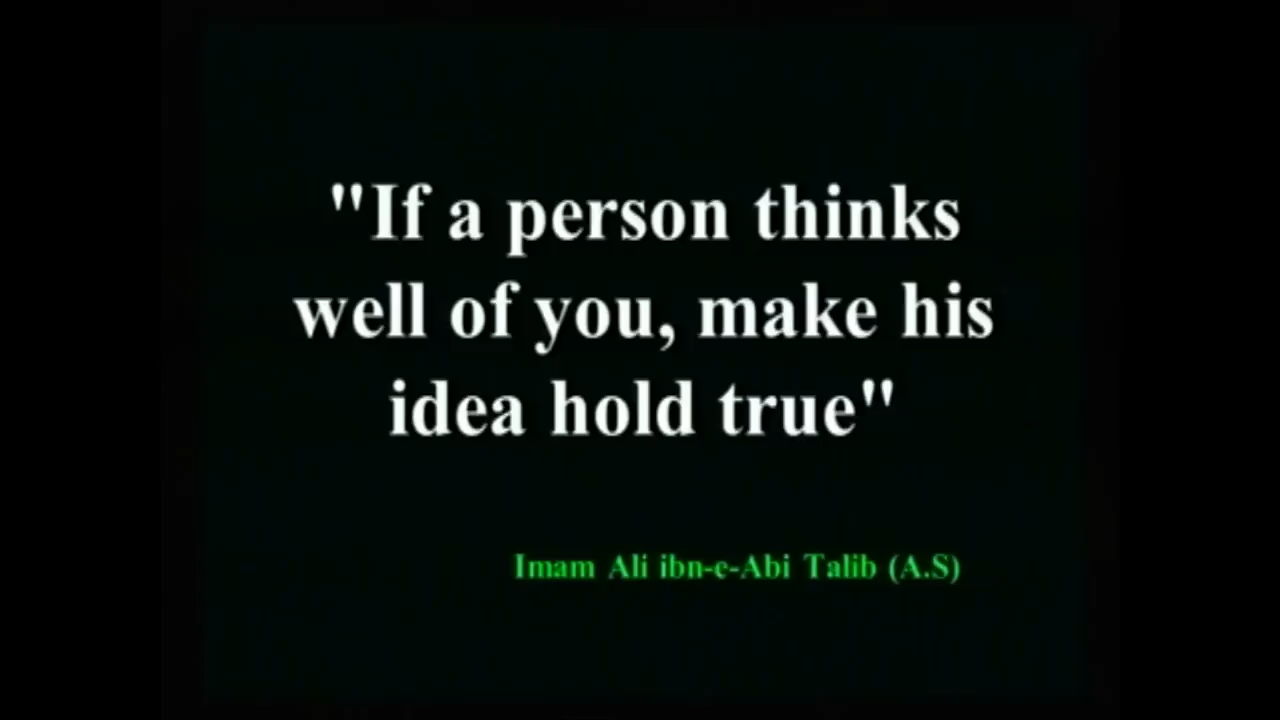 "If a person thinks
well of you, make his
idea hold true"
Imam Ali ibn-e-Abi Talib (A.S)